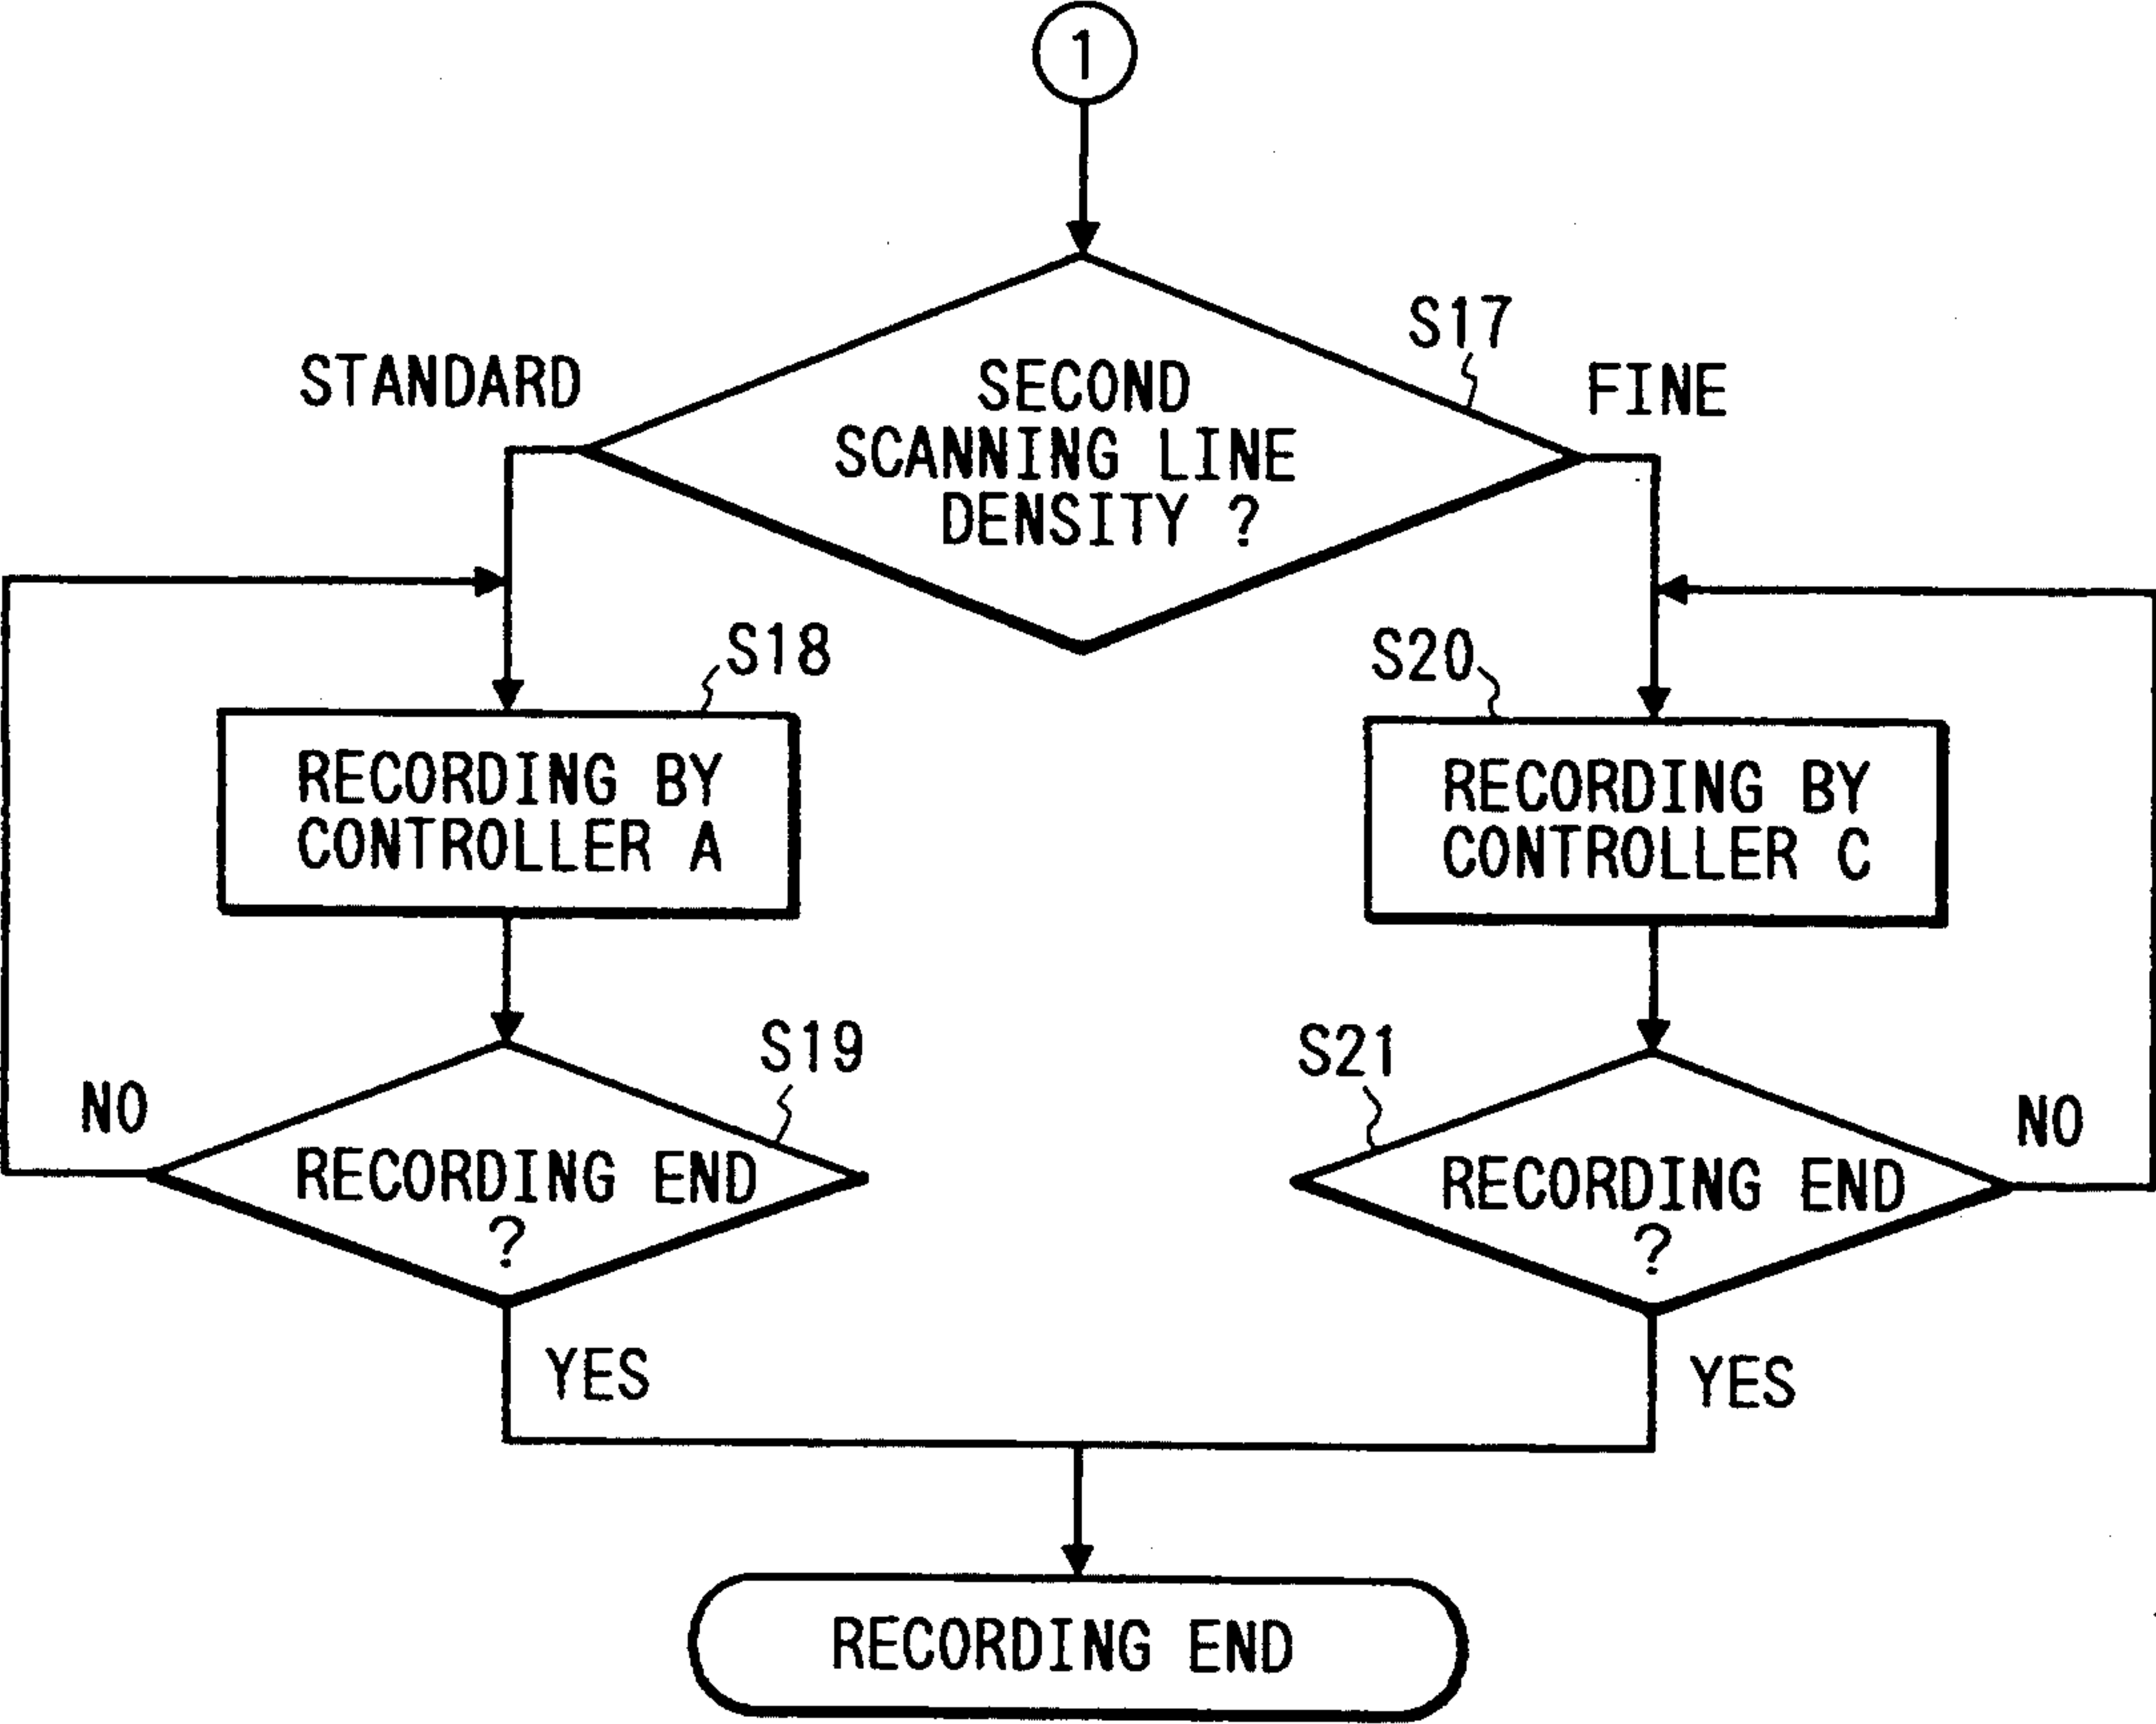 1
S17
STANDARD
FINE
SECOND
SCANNING LINE
DENSITY ?
S18
S20
RECORDING BY
CONTROLLER A
RECORDING BY
CONTROLLER C
S19
S21
NO
NO
RECORDING END
?
RECORDING END
?
YES
YES
RECORDING END